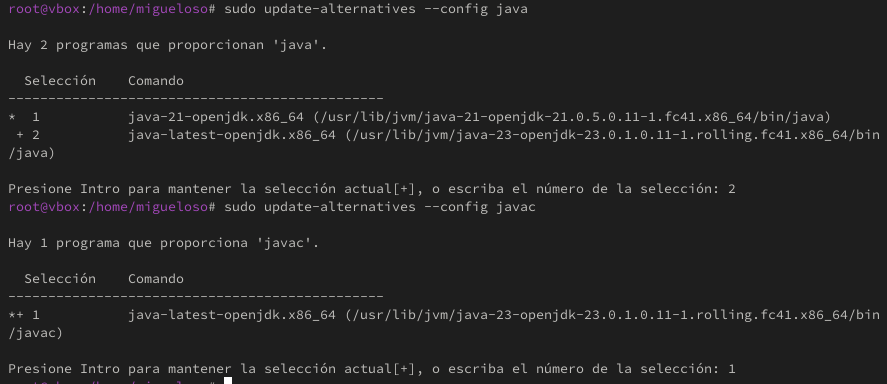 root@vbox:/home/migueloso# sudo update-alternatives --config java
Hay 2 programas que proporcionan 'java'.
Selección    Comando
-----------------------------------------------
*  1           java-21-openjdk.x86_64 (/usr/lib/jvm/java-21-openjdk-21.0.5.0.11-1.fc41.x86_64/bin/java)
 + 2           java-latest-openjdk.x86_64 (/usr/lib/jvm/java-23-openjdk-23.0.1.0.11-1.rolling.fc41.x86_64/bin
/java)
Presione Intro para mantener la selección actual[+], o escriba el número de la selección: 2
root@vbox:/home/migueloso# sudo update-alternatives --config javac
Hay 1 programa que proporciona 'javac'.
Selección    Comando
-----------------------------------------------
*+ 1           java-latest-openjdk.x86_64 (/usr/lib/jvm/java-23-openjdk-23.0.1.0.11-1.rolling.fc41.x86_64/bin
/javac)
Presione Intro para mantener la selección actual[+], o escriba el número de la selección: 1